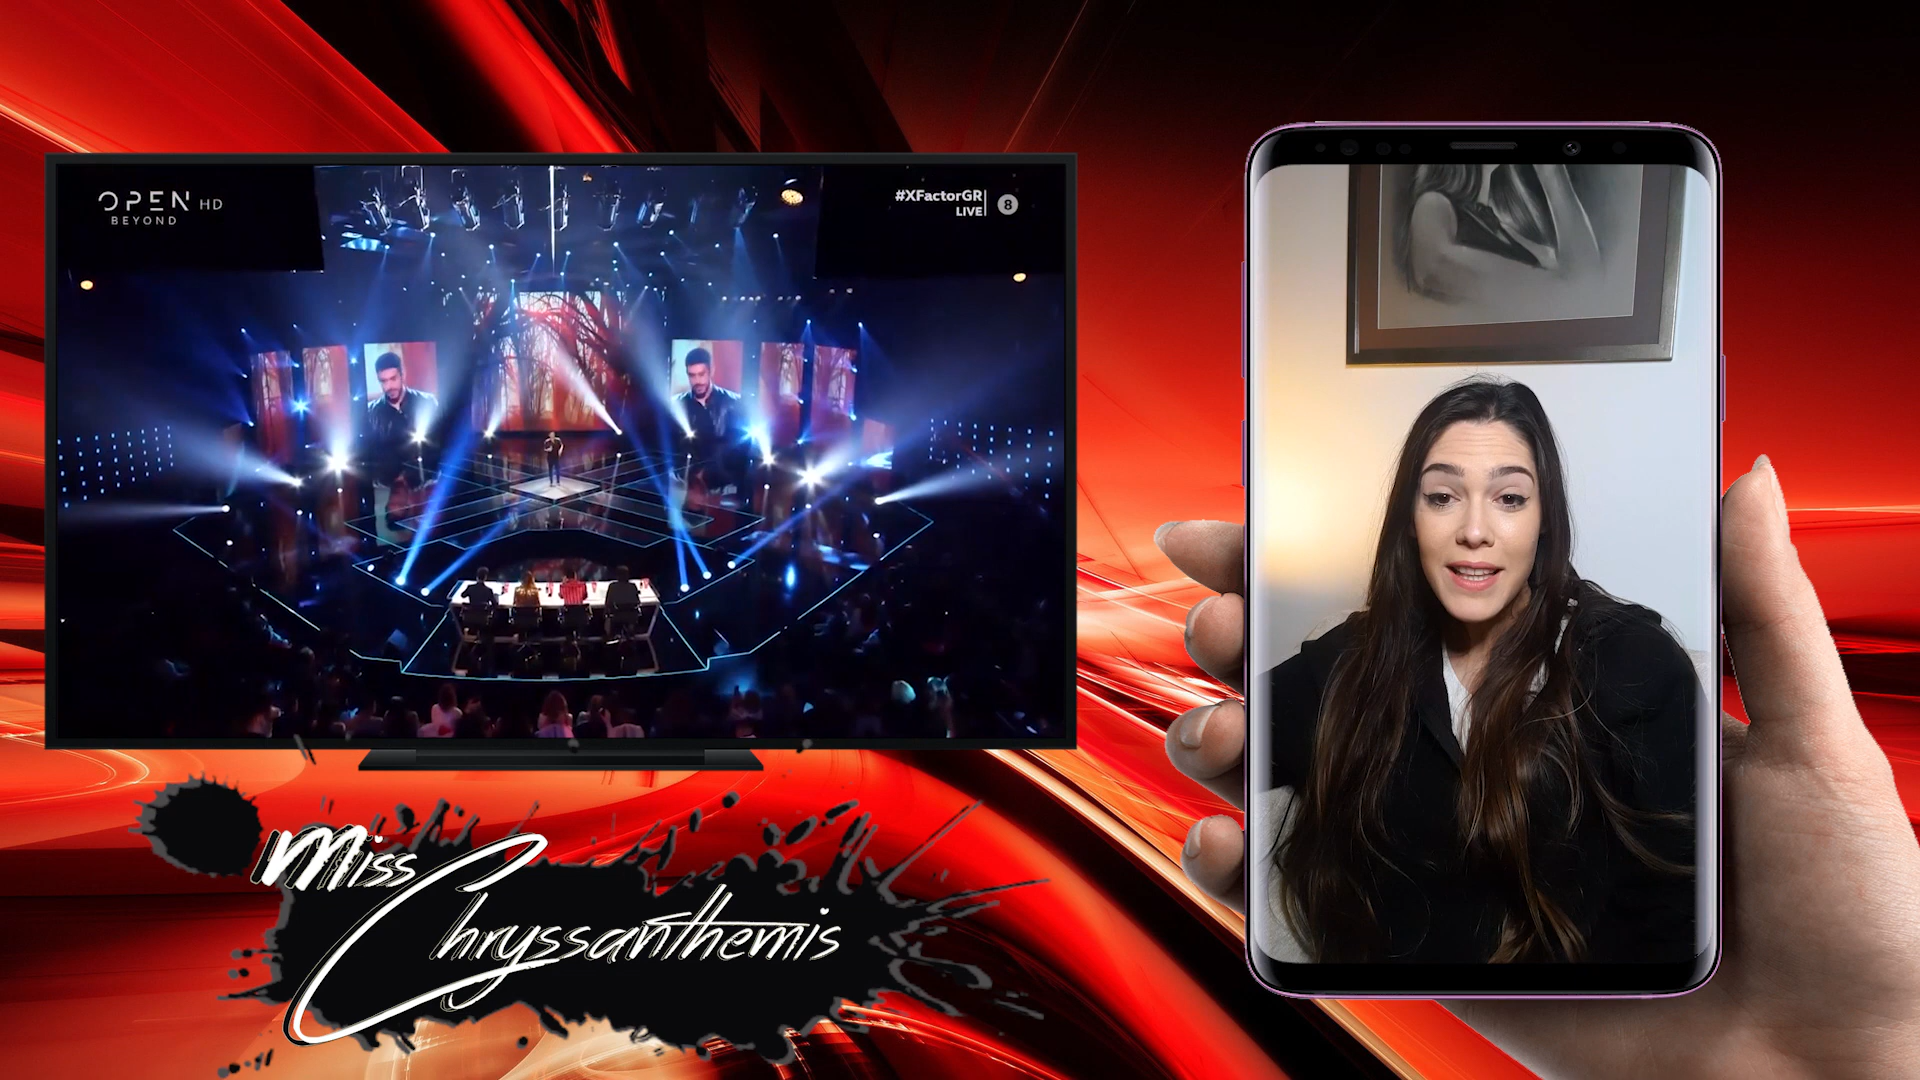 OPEN HD
BEYOND
#XFactorGR
LIVE
8
Miss
Chryssanthemis